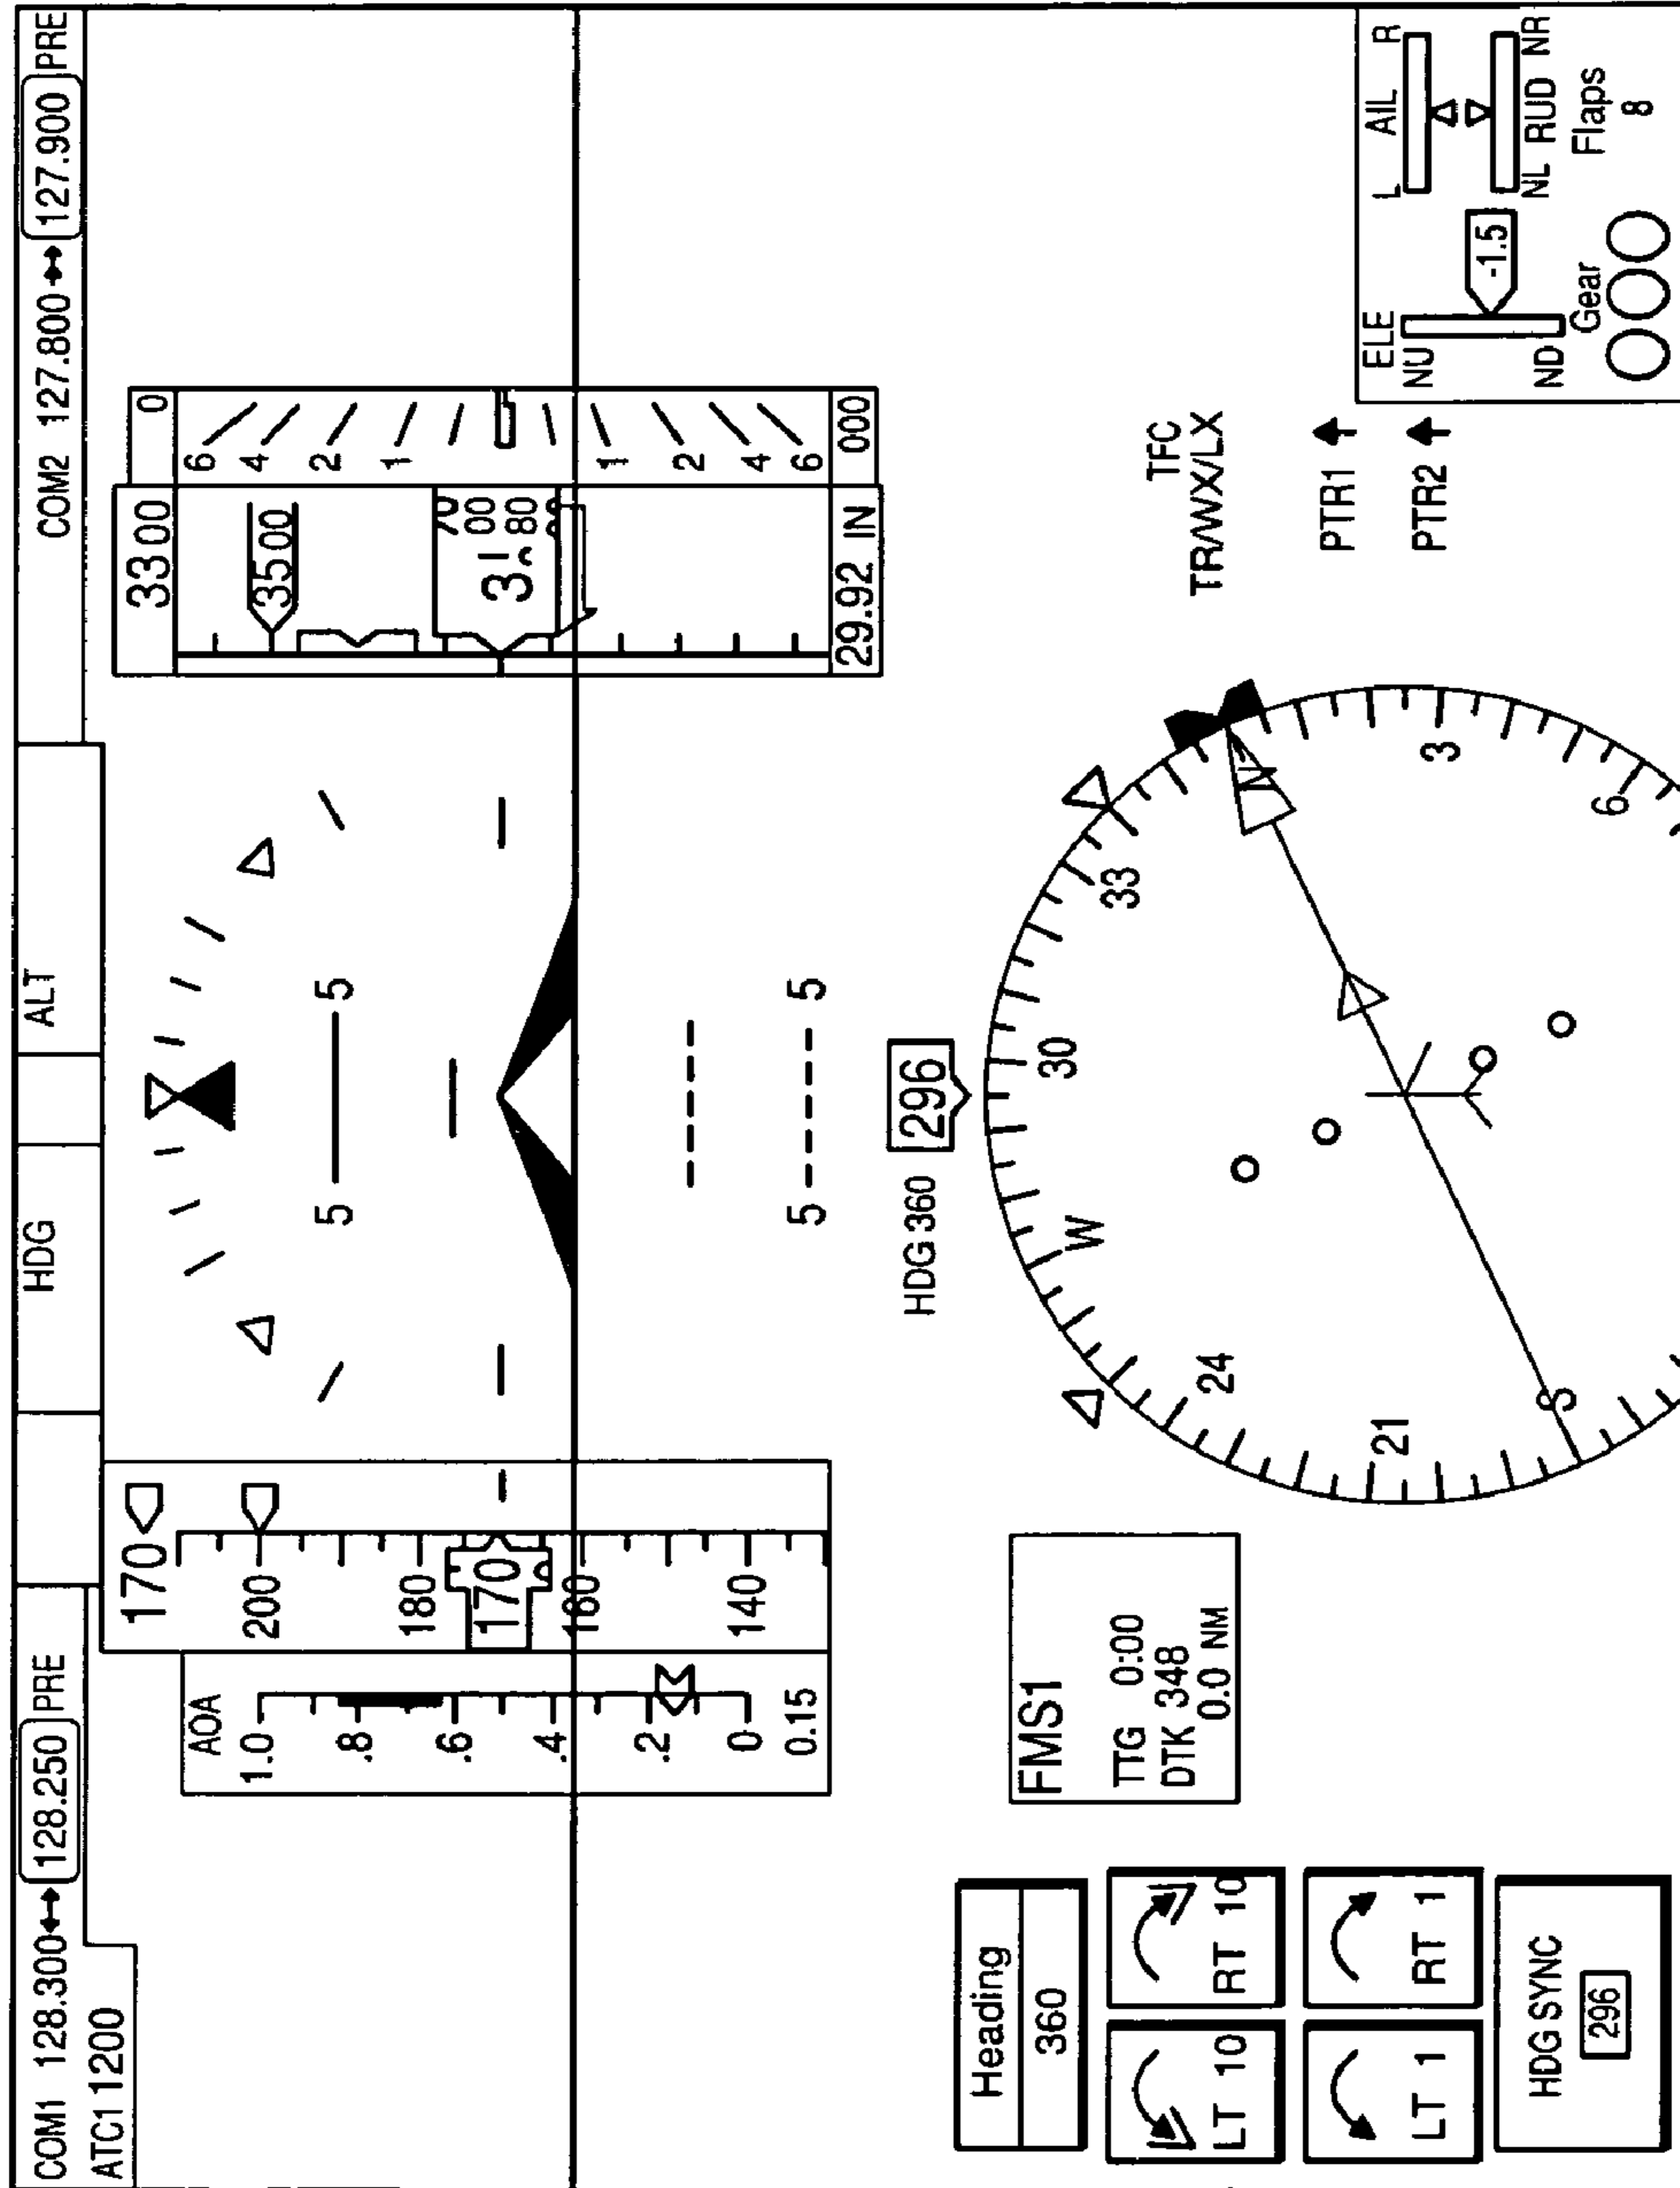 COM1 128.300 128.250 PRE
HDG
ALT
COM2 127.800 127.900 PRE
ATC1 1200
170
200
180
170
160
140
AOA
1.0
.8
.6
.4
.2
0
0.15
5 5
5 5
3300
3500
3
00
80
29.92 IN
0
6
4
2
1
1
2
4
6
000
HDG 360 296
FMS1
TTG 0:00
DTK 348
0.0 NM
21
24
W
30
33
N
3
6
S
TFC
TR/WX/LX
PTR1
PTR2
Heading
360
LT 10
RT 10
LT 1
RT 1
HDG SYNC
296
ELE
NU
ND
-1.5
L AIL R
NL RUD NR
Gear
Flaps
8